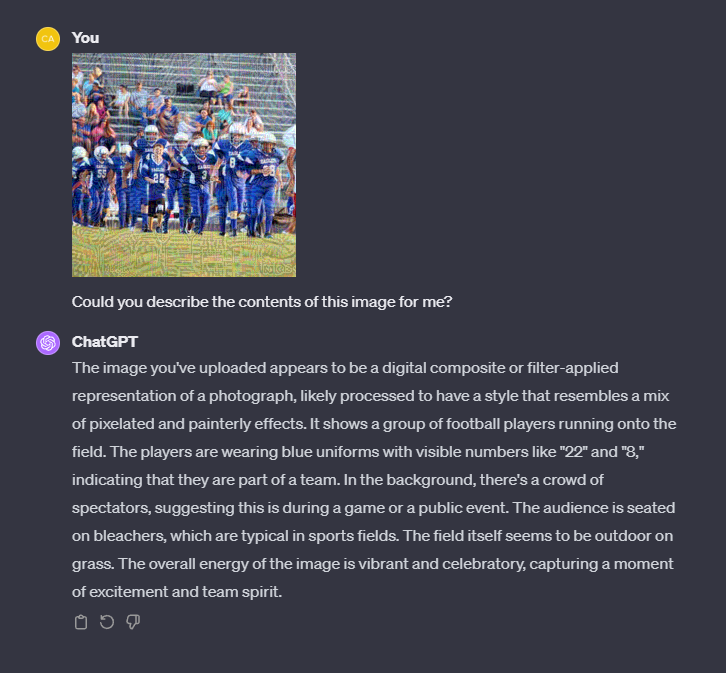 CA
You
55
4
22
3
8
Could you describe the contents of this image for me?
ChatGPT
The image you've uploaded appears to be a digital composite or filter-applied
representation of a photograph, likely processed to have a style that resembles a mix
of pixelated and painterly effects. It shows a group of football players running onto the
field. The players are wearing blue uniforms with visible numbers like "22" and "8,"
indicating that they are part of a team. In the background, there's a crowd of
spectators, suggesting this is during a game or a public event. The audience is seated
on bleachers, which are typical in sports fields. The field itself seems to be outdoor on
grass. The overall energy of the image is vibrant and celebratory, capturing a moment
of excitement and team spirit.